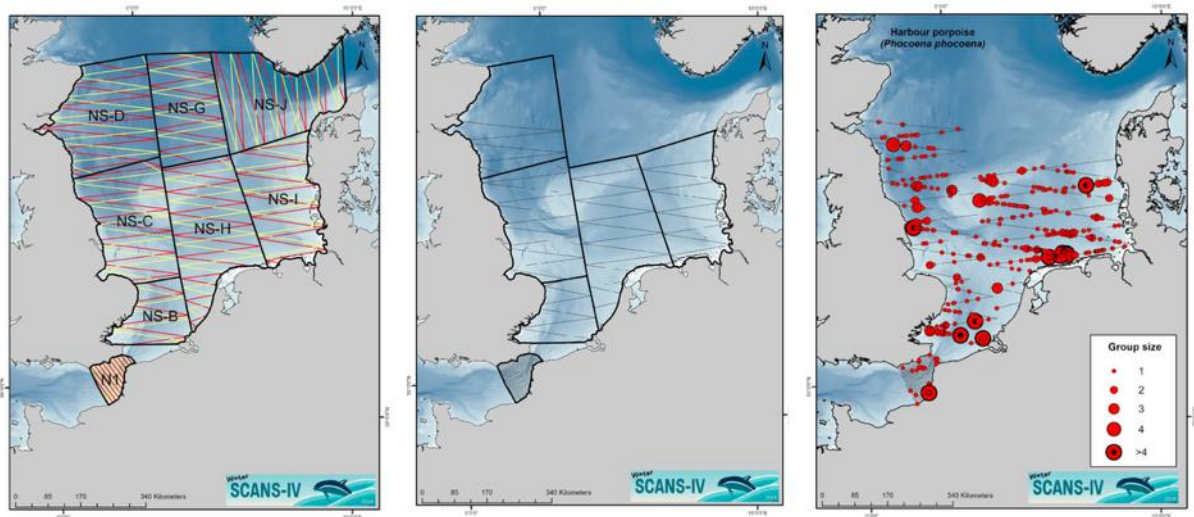 NS-D
NS-G
NS-J
NS-C
NS-H
NS-I
NS-B
N1
N
0 85 170 340 Kilometers
Winter
SCANS-IV
N
0 85 170 340 Kilometers
Winter
SCANS-IV
Harbour porpoise
(Phocoena phocoena)
N
Group size
1
2
3
4
>4
0 85 170 340 Kilometers
Winter
SCANS-IV